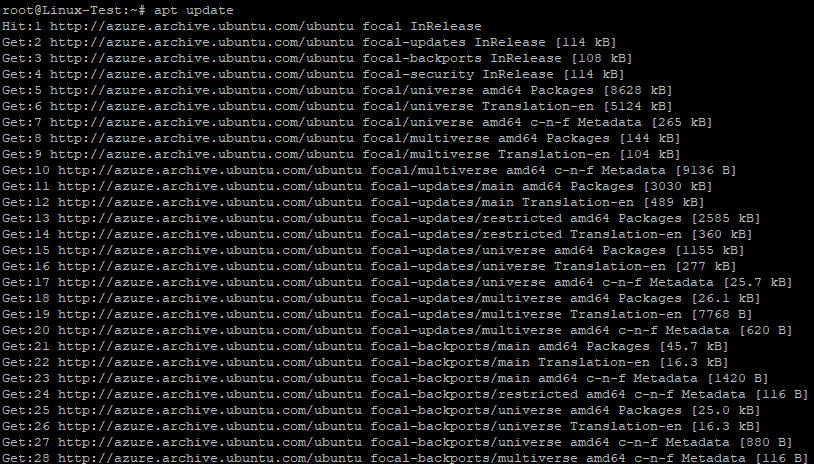 root@Linux-Test:~# apt update
Hit:1 http://azure.archive.ubuntu.com/ubuntu focal InRelease
Get:2 http://azure.archive.ubuntu.com/ubuntu focal-updates InRelease [114 kB]
Get:3 http://azure.archive.ubuntu.com/ubuntu focal-backports InRelease [108 kB]
Get:4 http://azure.archive.ubuntu.com/ubuntu focal-security InRelease [114 kB]
Get:5 http://azure.archive.ubuntu.com/ubuntu focal/universe amd64 Packages [8628 kB]
Get:6 http://azure.archive.ubuntu.com/ubuntu focal/universe Translation-en [5124 kB]
Get:7 http://azure.archive.ubuntu.com/ubuntu focal/universe amd64 c-n-f Metadata [265 kB]
Get:8 http://azure.archive.ubuntu.com/ubuntu focal/multiverse amd64 Packages [144 kB]
Get:9 http://azure.archive.ubuntu.com/ubuntu focal/multiverse Translation-en [104 kB]
Get:10 http://azure.archive.ubuntu.com/ubuntu focal/multiverse amd64 c-n-f Metadata [9136 B]
Get:11 http://azure.archive.ubuntu.com/ubuntu focal-updates/main amd64 Packages [3030 kB]
Get:12 http://azure.archive.ubuntu.com/ubuntu focal-updates/main Translation-en [489 kB]
Get:13 http://azure.archive.ubuntu.com/ubuntu focal-updates/restricted amd64 Packages [2585 kB]
Get:14 http://azure.archive.ubuntu.com/ubuntu focal-updates/restricted Translation-en [360 kB]
Get:15 http://azure.archive.ubuntu.com/ubuntu focal-updates/universe amd64 Packages [1155 kB]
Get:16 http://azure.archive.ubuntu.com/ubuntu focal-updates/universe Translation-en [277 kB]
Get:17 http://azure.archive.ubuntu.com/ubuntu focal-updates/universe amd64 c-n-f Metadata [25.7 kB]
Get:18 http://azure.archive.ubuntu.com/ubuntu focal-updates/multiverse amd64 Packages [26.1 kB]
Get:19 http://azure.archive.ubuntu.com/ubuntu focal-updates/multiverse Translation-en [7768 B]
Get:20 http://azure.archive.ubuntu.com/ubuntu focal-updates/multiverse amd64 c-n-f Metadata [620 B]
Get:21 http://azure.archive.ubuntu.com/ubuntu focal-backports/main amd64 Packages [45.7 kB]
Get:22 http://azure.archive.ubuntu.com/ubuntu focal-backports/main Translation-en [16.3 kB]
Get:23 http://azure.archive.ubuntu.com/ubuntu focal-backports/main amd64 c-n-f Metadata [1420 B]
Get:24 http://azure.archive.ubuntu.com/ubuntu focal-backports/restricted amd64 c-n-f Metadata [116 B]
Get:25 http://azure.archive.ubuntu.com/ubuntu focal-backports/universe amd64 Packages [25.0 kB]
Get:26 http://azure.archive.ubuntu.com/ubuntu focal-backports/universe Translation-en [16.3 kB]
Get:27 http://azure.archive.ubuntu.com/ubuntu focal-backports/universe amd64 c-n-f Metadata [880 B]
Get:28 http://azure.archive.ubuntu.com/ubuntu focal-backports/multiverse amd64 c-n-f Metadata [116 B]